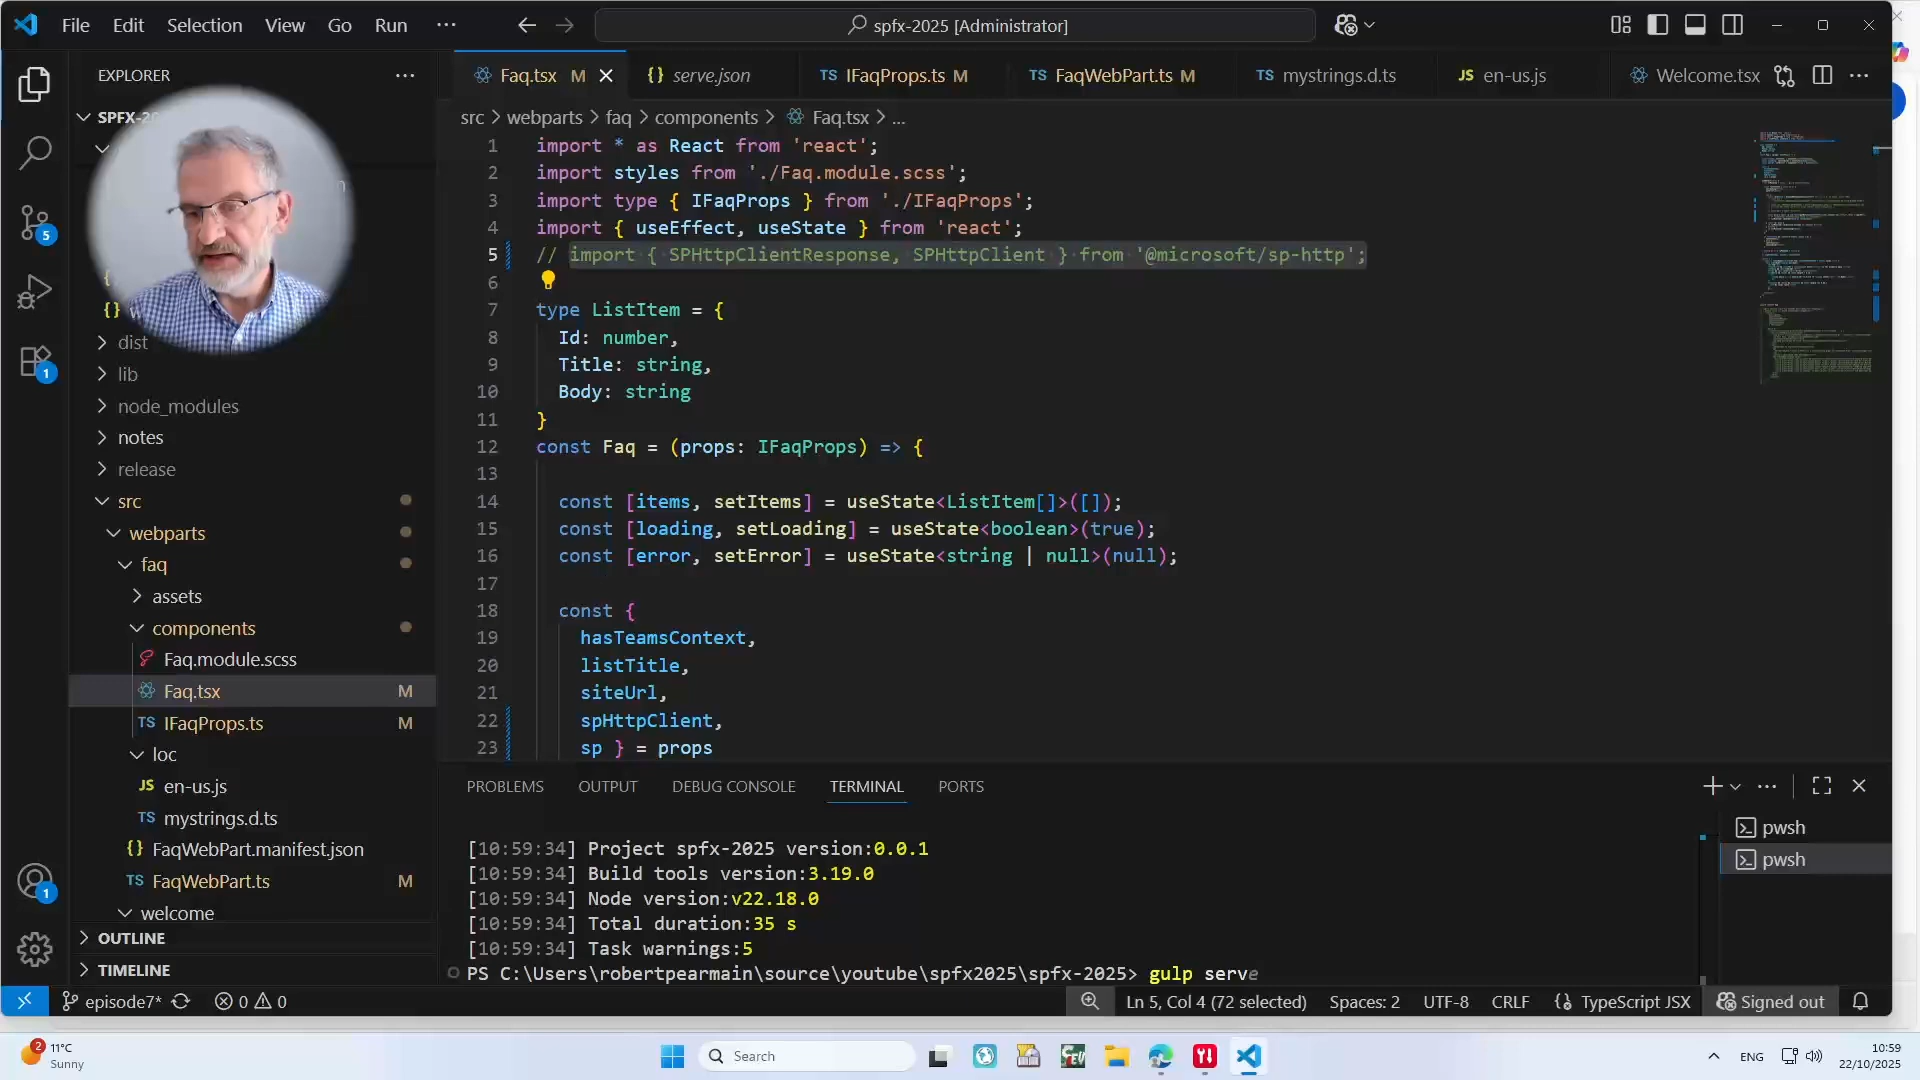 File Edit Selection View Go Run ···
spfx-2025 [Administrator]
EXPLORER
Faq.tsx M
{} serve.json
TS IFaqProps.ts M
TS FaqWebPart.ts M
TS mystrings.d.ts
JS en-us.js
Welcome.tsx
SPFX-20
src > webparts > faq > components > Faq.tsx > ...
1 import * as React from 'react';
2 import styles from './Faq.module.scss';
3 import type { IFaqProps } from './IFaqProps';
4 import { useEffect, useState } from 'react';
5 // import { SPHttpClientResponse, SPHttpClient } from '@microsoft/sp-http';
6
7 type ListItem = {
8 Id: number,
9 Title: string,
10 Body: string
11 }
12 const Faq = (props: IFaqProps) => {
13
14 const [items, setItems] = useState<ListItem[]>([]);
15 const [loading, setLoading] = useState<boolean>(true);
16 const [error, setError] = useState<string | null>(null);
17
18 const {
19 hasTeamsContext,
20 listTitle,
21 siteUrl,
22 spHttpClient,
23 sp } = props
5
1
{}
dist
lib
node_modules
notes
release
src
webparts
faq
assets
components
Faq.module.scss
Faq.tsx M
TS IFaqProps.ts M
loc
JS en-us.js
TS mystrings.d.ts
{} FaqWebPart.manifest.json
TS FaqWebPart.ts M
welcome
OUTLINE
TIMELINE
1
PROBLEMS OUTPUT DEBUG CONSOLE TERMINAL PORTS
[10:59:34] Project spfx-2025 version:0.0.1
[10:59:34] Build tools version:3.19.0
[10:59:34] Node version:v22.18.0
[10:59:34] Total duration:35 s
[10:59:34] Task warnings:5
PS C:\Users\robertpearmain\source\youtube\spfx2025\spfx-2025> gulp serve
pwsh
pwsh
episode7* 0 0
Ln 5, Col 4 (72 selected) Spaces: 2 UTF-8 CRLF {} TypeScript JSX Signed out
2
11°C
Sunny
Search
ENG
10:59
22/10/2025